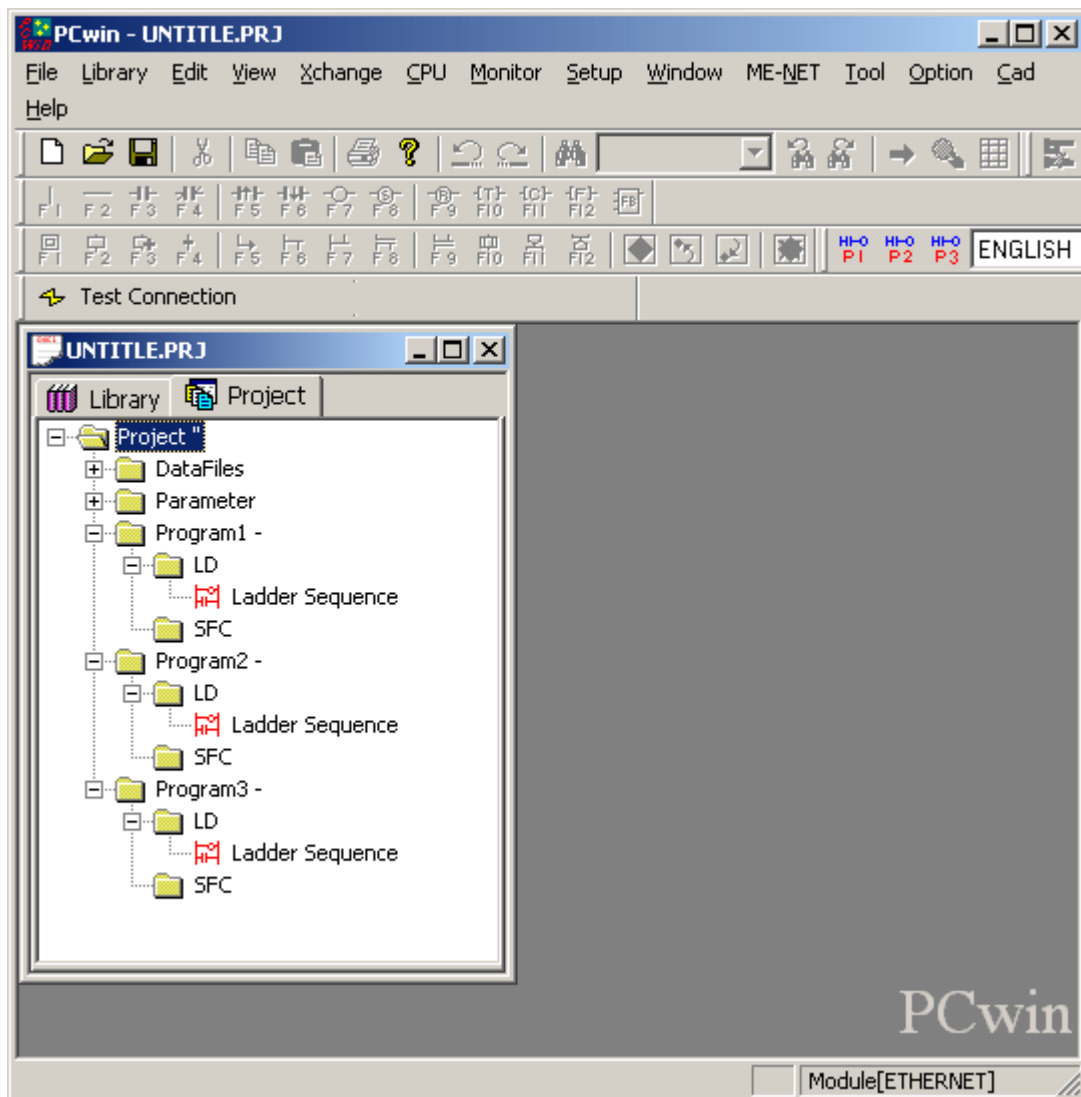 PCwin - UNTITLE.PRJ
File Library Edit View Xchange CPU Monitor Setup Window ME-NET Tool Option Cad
Help
F1 F2 F3 F4 F5 F6 F7 F8 F9 F10 F11 F12 FB
F1 F2 F3 F4 F5 F6 F7 F8 F9 F10 F11 F12 P1 P2 P3 ENGLISH
Test Connection
UNTITLE.PRJ
Library Project
Project "
DataFiles
Parameter
Program1 -
LD
Ladder Sequence
SFC
Program2 -
LD
Ladder Sequence
SFC
Program3 -
LD
Ladder Sequence
SFC
PCwin
Module[ETHERNET]